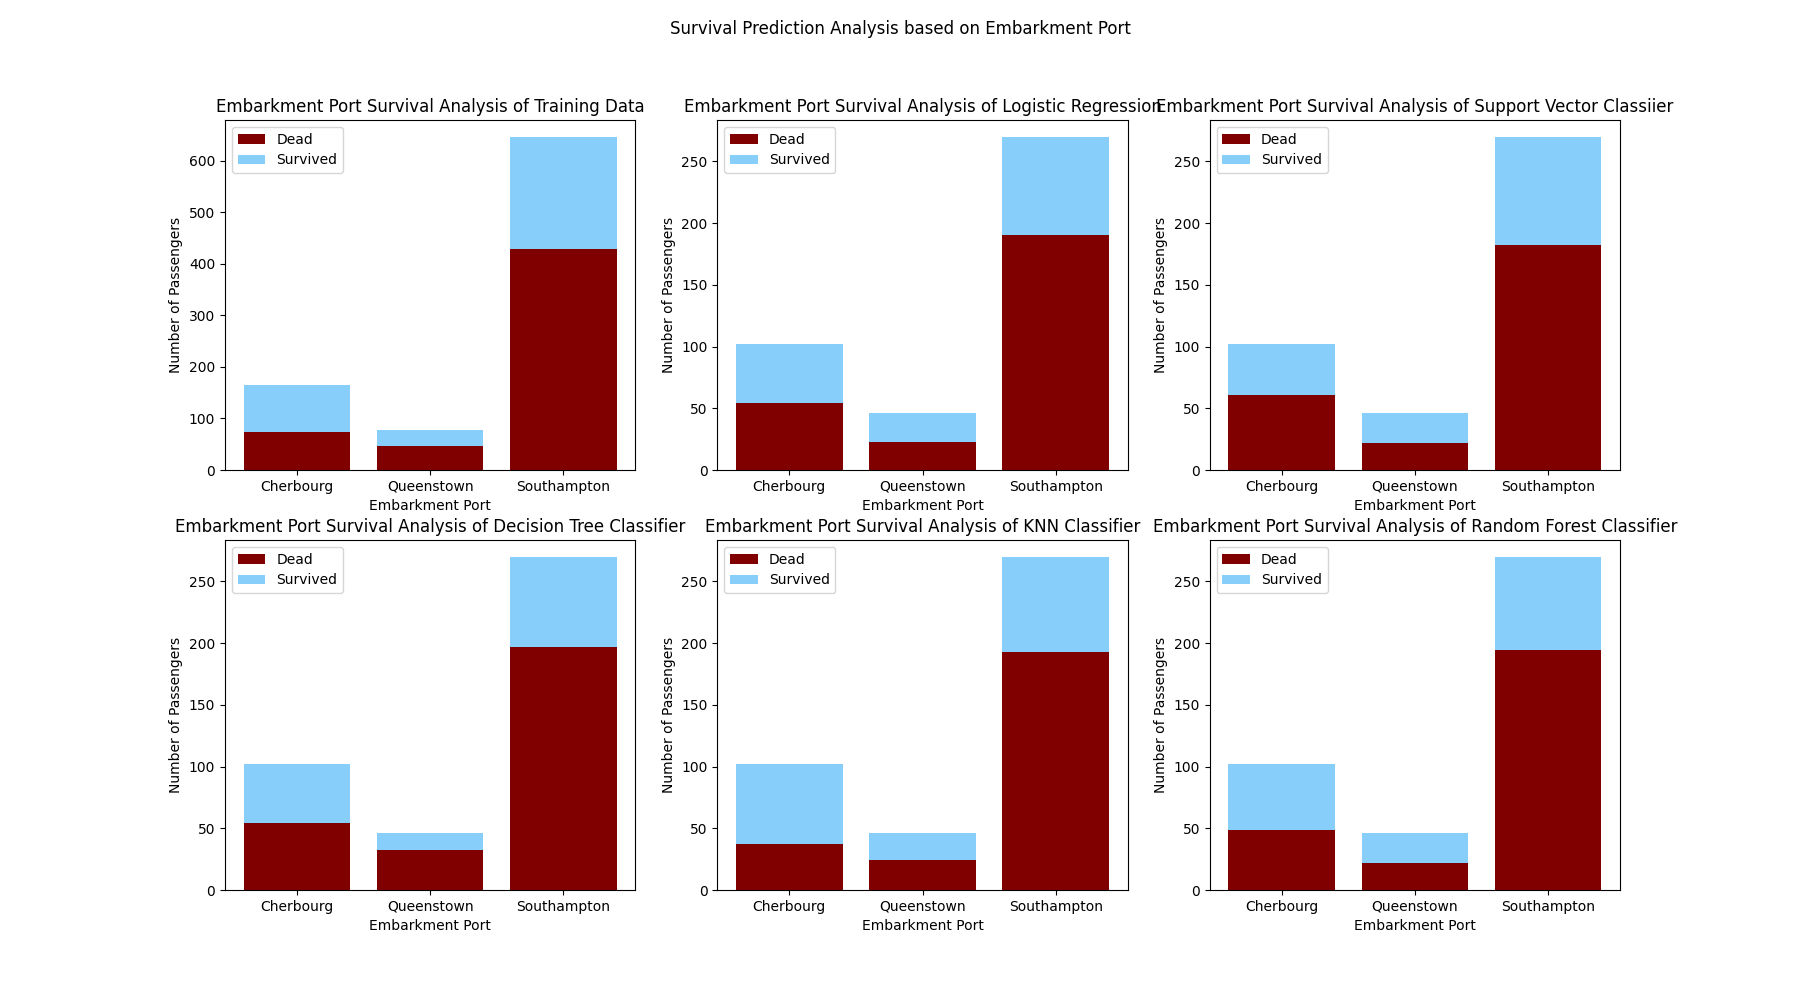 Survival Prediction Analysis based on Embarkment Port
Embarkment Port Survival Analysis of Training Data
Dead
Survived
Number of Passengers
600
500
400
300
200
100
0
Cherbourg Queenstown Southampton
Embarkment Port
Embarkment Port Survival Analysis of Logistic Regression
Dead
Survived
Number of Passengers
250
200
150
100
50
0
Cherbourg Queenstown Southampton
Embarkment Port
Embarkment Port Survival Analysis of Support Vector Classiier
Dead
Survived
Number of Passengers
250
200
150
100
50
0
Cherbourg Queenstown Southampton
Embarkment Port
Embarkment Port Survival Analysis of Decision Tree Classifier
Dead
Survived
Number of Passengers
250
200
150
100
50
0
Cherbourg Queenstown Southampton
Embarkment Port
Embarkment Port Survival Analysis of KNN Classifier
Dead
Survived
Number of Passengers
250
200
150
100
50
0
Cherbourg Queenstown Southampton
Embarkment Port
Embarkment Port Survival Analysis of Random Forest Classifier
Dead
Survived
Number of Passengers
250
200
150
100
50
0
Cherbourg Queenstown Southampton
Embarkment Port